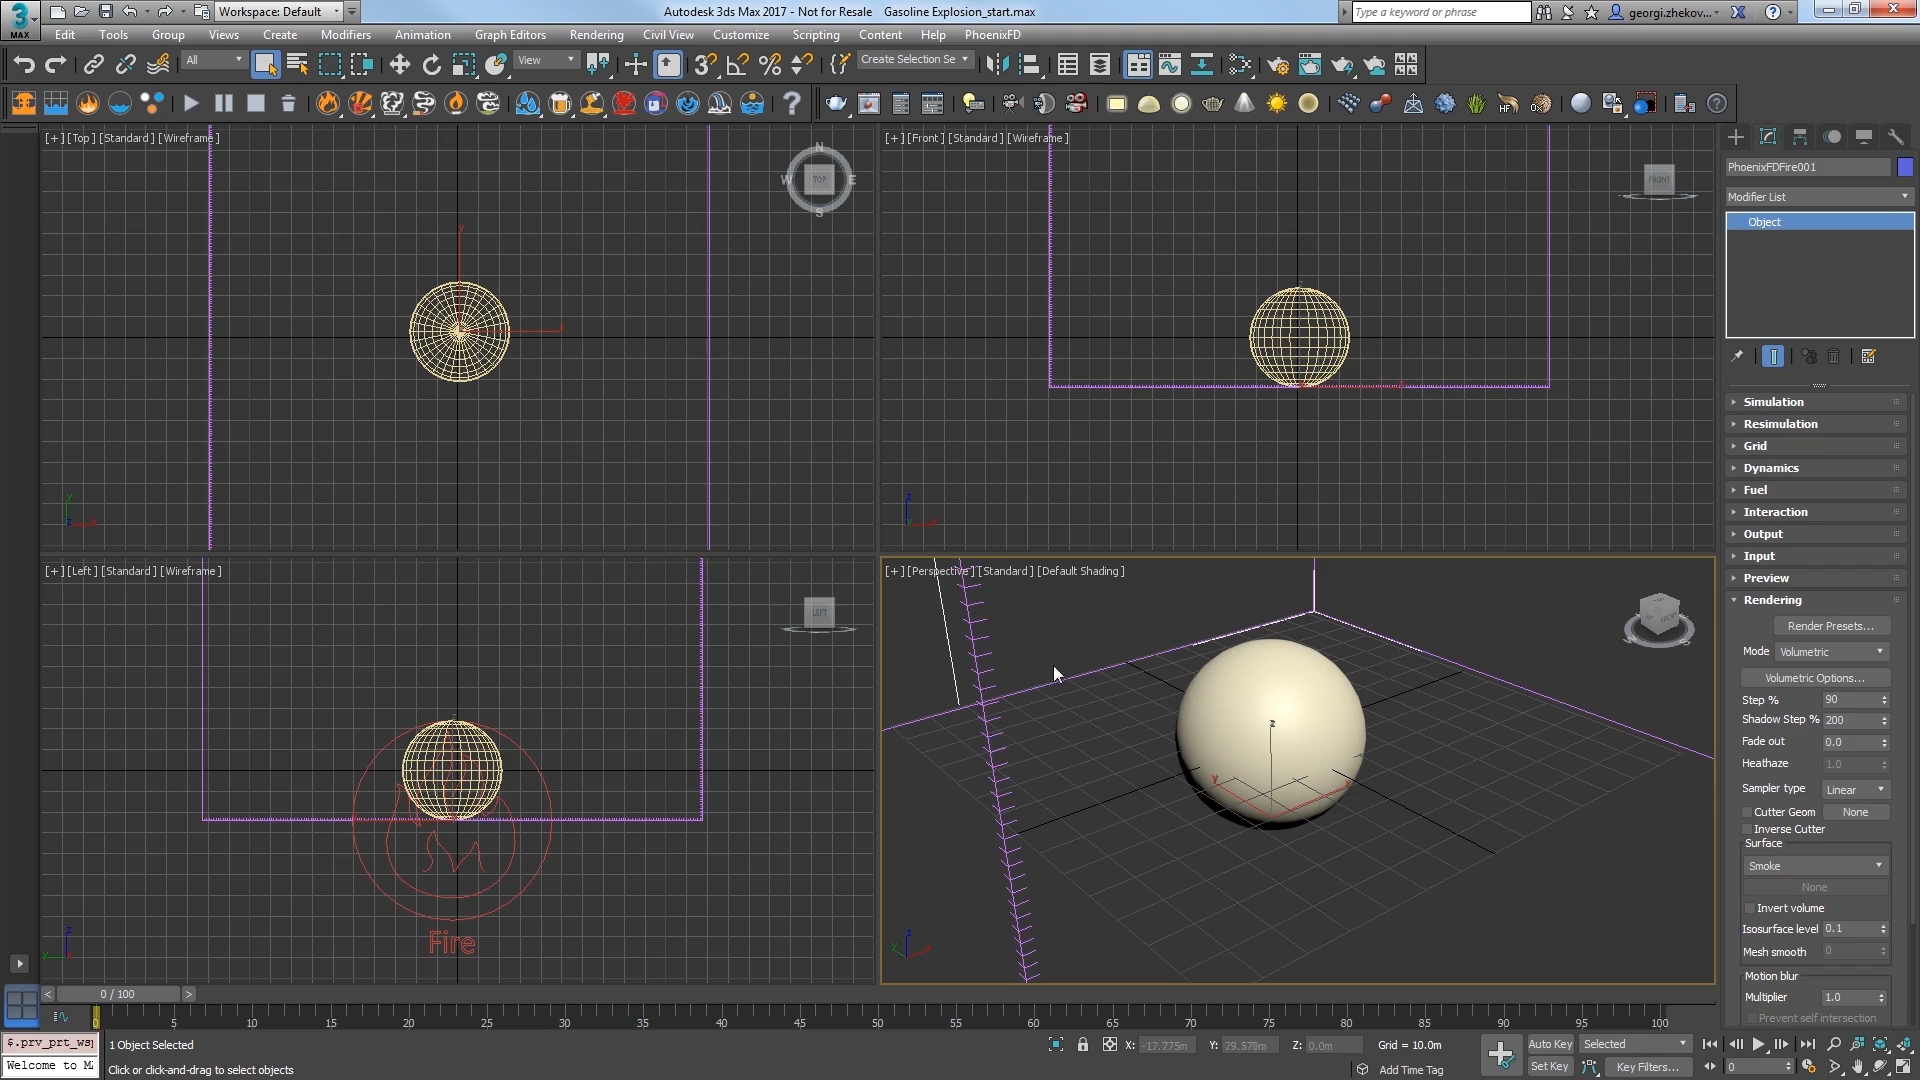 Workspace: Default
Autodesk 3ds Max 2017 - Not for Resale Gasoline Explosion_start.max
Type a keyword or phrase
georgi.zhekov...
MAX
Edit Tools Group Views Create Modifiers Animation Graph Editors Rendering Civil View Customize Scripting Content Help PhoenixFD
All
View
Create Selection Se
HF
[+] [Top] [Standard] [Wireframe]
N
W TOP E
S
[+] [Front] [Standard] [Wireframe]
FRONT
y
x
y
x
z
x
[+] [Left] [Standard] [Wireframe]
LEFT
Fire
z
y
[+] [Perspective] [Standard] [Default Shading]
z
y
x
z
y
x
PhoenixFDFire001
Modifier List
Object
Simulation
Resimulation
Grid
Dynamics
Fuel
Interaction
Output
Input
Preview
Rendering
Render Presets...
Mode Volumetric
Volumetric Options...
Step % 90
Shadow Step % 200
Fade out 0.0
Heathaze 1.0
Sampler type Linear
Cutter Geom None
Inverse Cutter
Surface
Smoke
None
Invert volume
Isosurface level 0.1
Mesh smooth 0
Motion blur
Multiplier 1.0
Prevent self intersection
< 0 / 100 >
0 5 10 15 20 25 30 35 40 45 50 55 60 65 70 75 80 85 90 95 100
$.prv_prt_ws
Welcome to M
1 Object Selected
Click or click-and-drag to select objects
X: -17.775m Y: 79.578m Z: 0.0m Grid = 10.0m
Add Time Tag
Auto Key Selected
Set Key Key Filters...
0